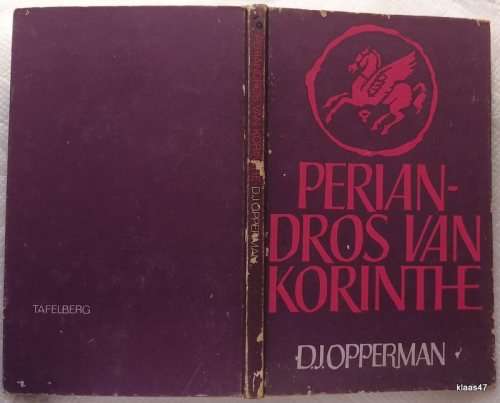 TAFELBERG
PERIANDROS VAN KORINTHE D.J. OPPERMAN
PERIAN-
DROS VAN
KORINTHE
D.J. OPPERMAN
klaas47